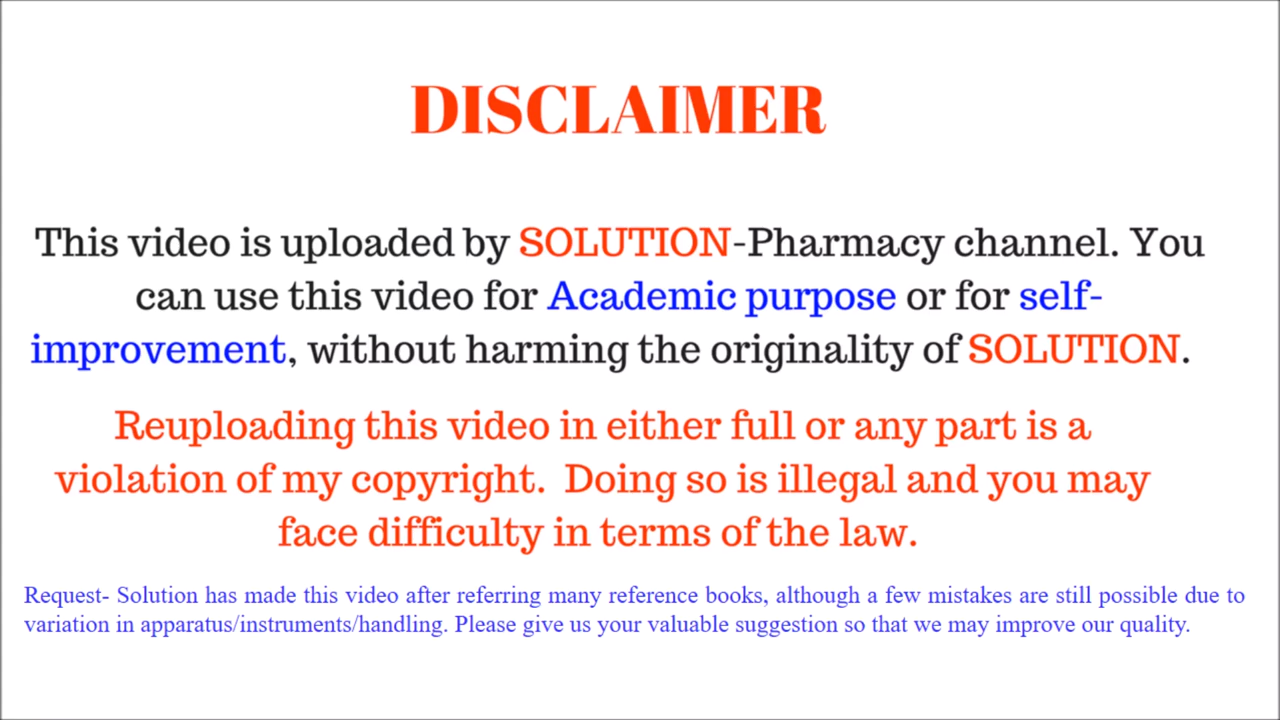 DISCLAIMER
This video is uploaded by SOLUTION-Pharmacy channel. You
can use this video for Academic purpose or for self-
improvement, without harming the originality of SOLUTION.
Reuploading this video in either full or any part is a
violation of my copyright.  Doing so is illegal and you may
face difficulty in terms of the law.
Request- Solution has made this video after referring many reference books, although a few mistakes are still possible due to
variation in apparatus/instruments/handling. Please give us your valuable suggestion so that we may improve our quality.